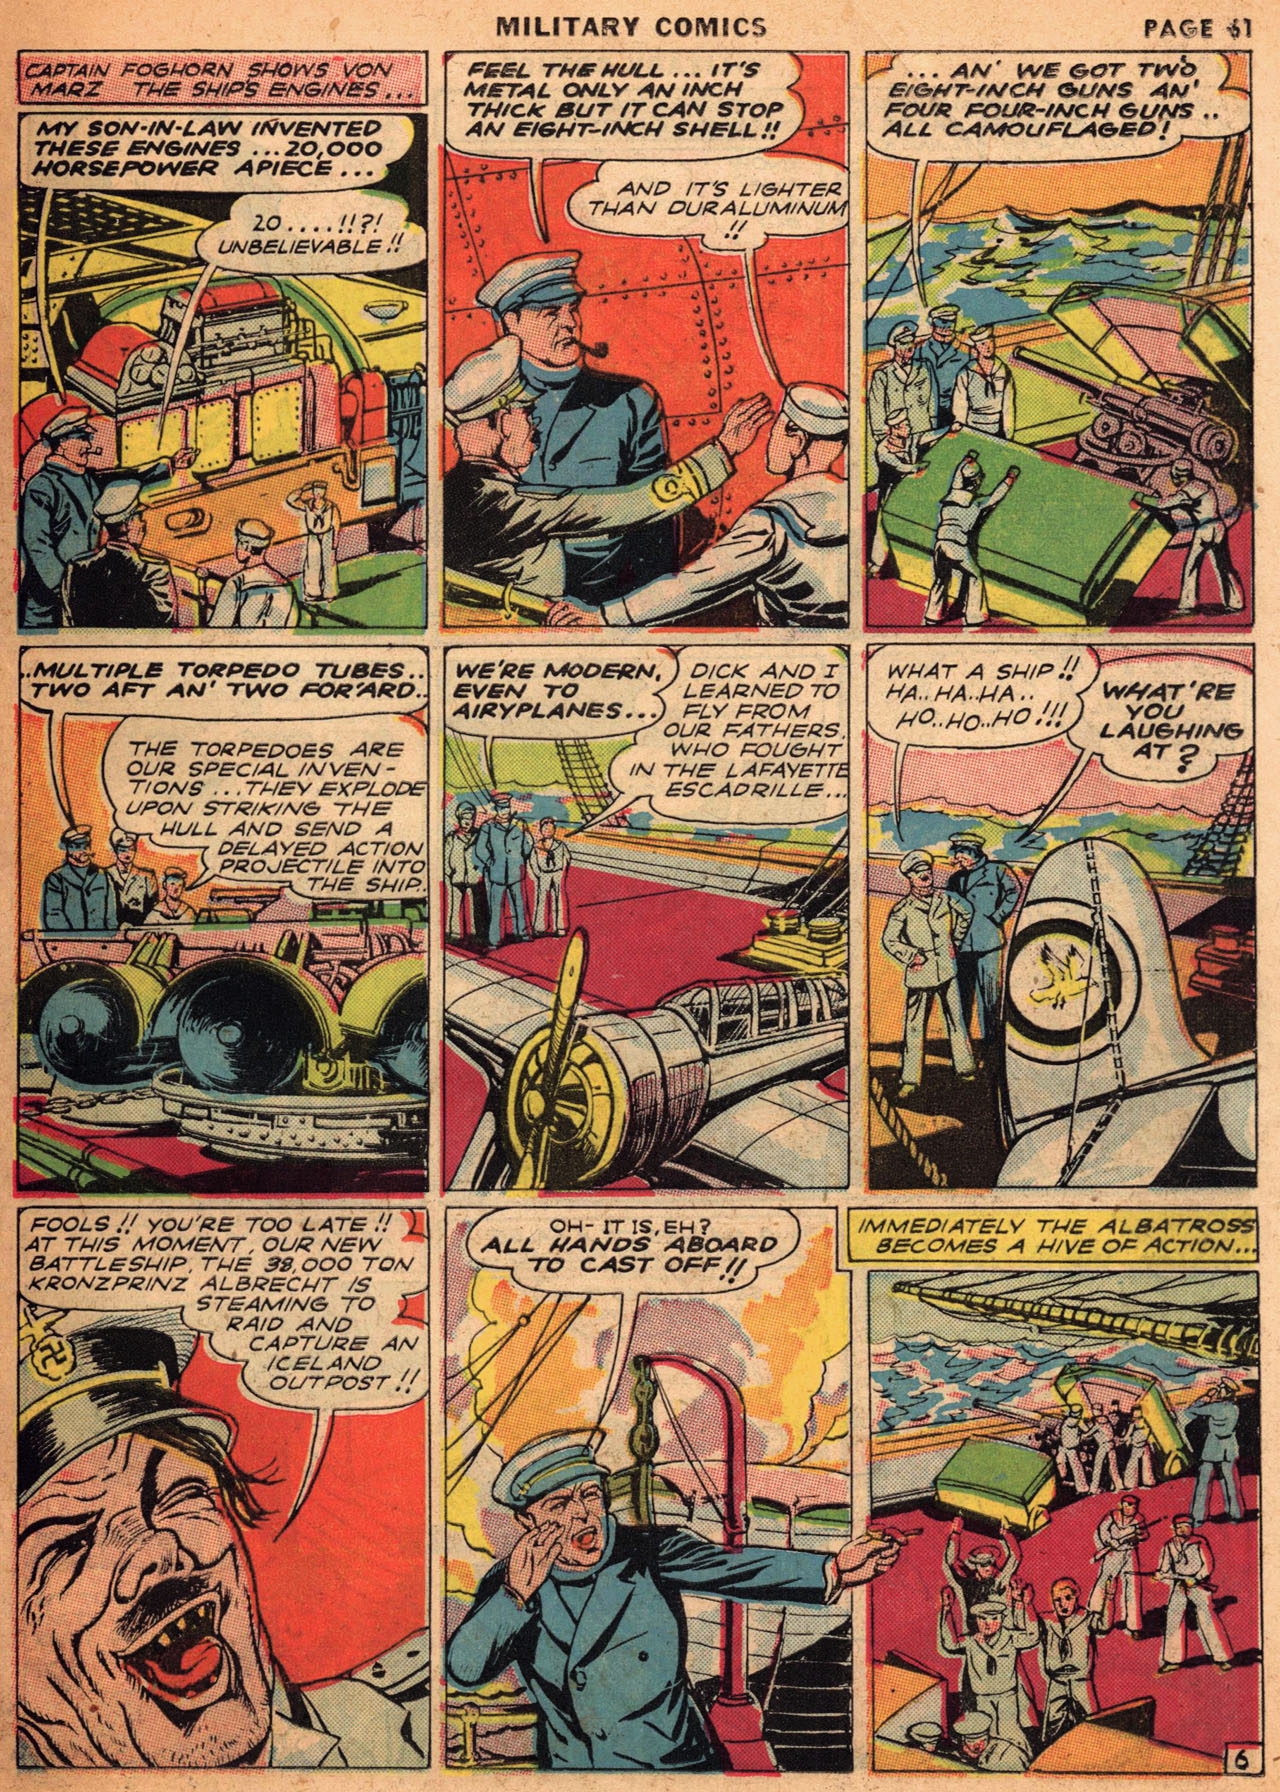 MILITARY COMICS
PAGE 61
CAPTAIN FOGHORN SHOWS VON
MARZ THE SHIP'S ENGINES...
MY SON-IN-LAW INVENTED
THESE ENGINES...20,000
HORSEPOWER APIECE...
20....!!?!
UNBELIEVABLE!!
FEEL THE HULL...IT'S
METAL ONLY AN INCH
THICK BUT IT CAN STOP
AN EIGHT-INCH SHELL!!
AND IT'S LIGHTER
THAN DURALUMINUM
!!
...AN' WE GOT TWO
EIGHT-INCH GUNS AN'
FOUR FOUR-INCH GUNS..
ALL CAMOUFLAGED!
..MULTIPLE TORPEDO TUBES..
TWO AFT AN' TWO FOR'ARD..
THE TORPEDOES ARE
OUR SPECIAL INVEN-
TIONS...THEY EXPLODE
UPON STRIKING THE
HULL AND SEND A
DELAYED ACTION
PROJECTILE INTO
THE SHIP..
WE'RE MODERN,
EVEN TO
AIRYPLANES...
DICK AND I
LEARNED TO
FLY FROM
OUR FATHERS,
WHO FOUGHT
IN THE LAFAYETTE
ESCADRILLE...
WHAT A SHIP!!
HA..HA..HA..
HO..HO..HO!!!
WHAT'RE
YOU
LAUGHING
AT?
FOOLS!! YOU'RE TOO LATE!!
AT THIS MOMENT, OUR NEW
BATTLESHIP, THE 38,000 TON
KRONZPRINZ ALBRECHT IS
STEAMING TO
RAID AND
CAPTURE AN
ICELAND
OUTPOST!!
OH-IT IS, EH?
ALL HANDS ABOARD
TO CAST OFF!!
IMMEDIATELY THE ALBATROSS
BECOMES A HIVE OF ACTION...
6